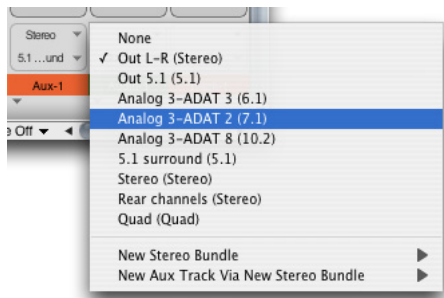 Stereo
5.1 ...und
Aux-1
e Off
None
✓ Out L-R (Stereo)
Out 5.1 (5.1)
Analog 3-ADAT 3 (6.1)
Analog 3-ADAT 2 (7.1)
Analog 3-ADAT 8 (10.2)
5.1 surround (5.1)
Stereo (Stereo)
Rear channels (Stereo)
Quad (Quad)
New Stereo Bundle
New Aux Track Via New Stereo Bundle